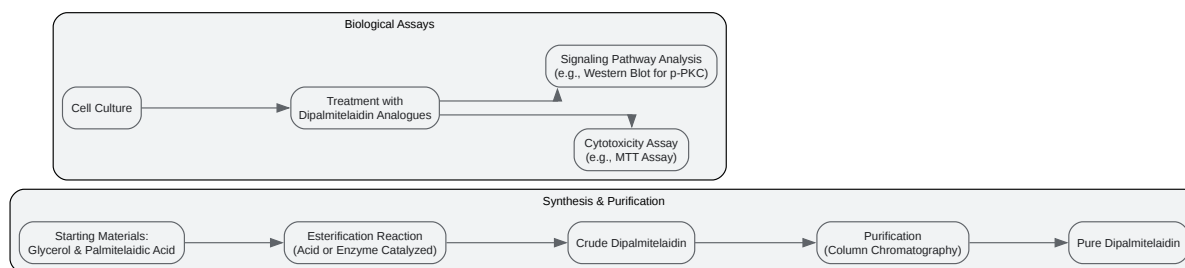 Biological Assays
Cell Culture
Treatment with
Dipalmitelaidin Analogues
Signaling Pathway Analysis
(e.g., Western Blot for p-PKC)
Cytotoxicity Assay
(e.g., MTT Assay)
Synthesis & Purification
Starting Materials:
Glycerol & Palmitelaidic Acid
Esterification Reaction
(Acid or Enzyme Catalyzed)
Crude Dipalmitelaidin
Purification
(Column Chromatography)
Pure Dipalmitelaidin